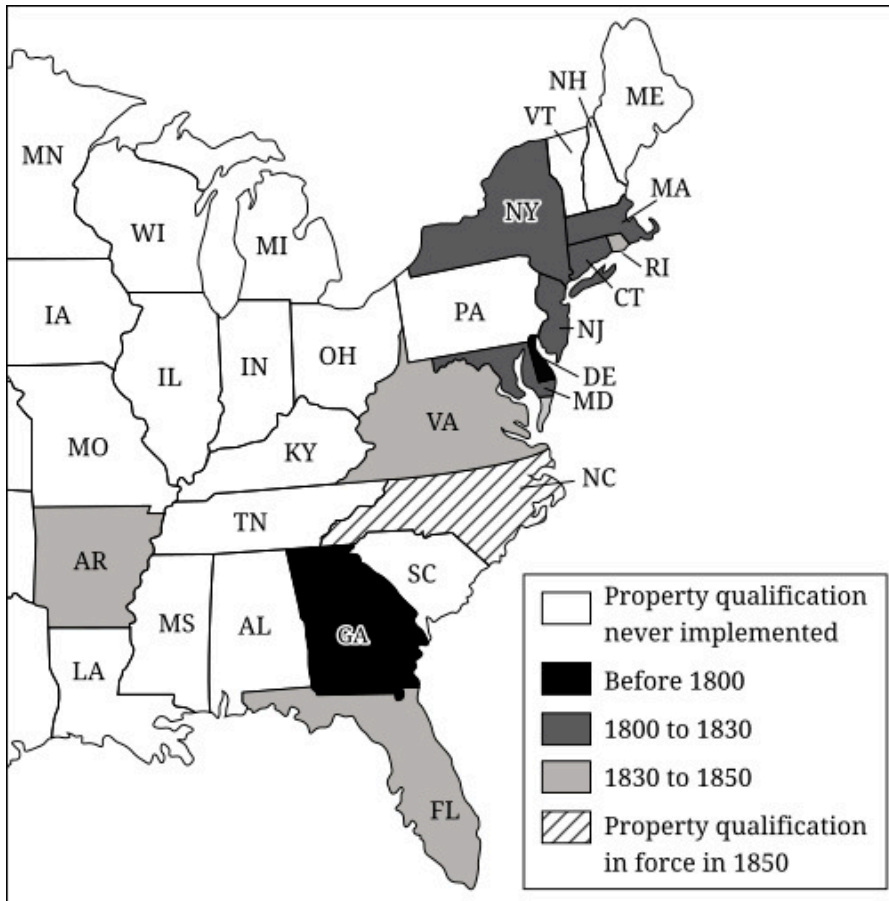 NH
ME
VT
MN
MA
NY
WI
MI
RI
CT
IA
PA
NJ
OH
IL
IN
DE
MD
VA
MO
KY
NC
TN
AR
SC
MS
AL
GA
LA
FL
Property qualification
never implemented
Before 1800
1800 to 1830
1830 to 1850
Property qualification
in force in 1850